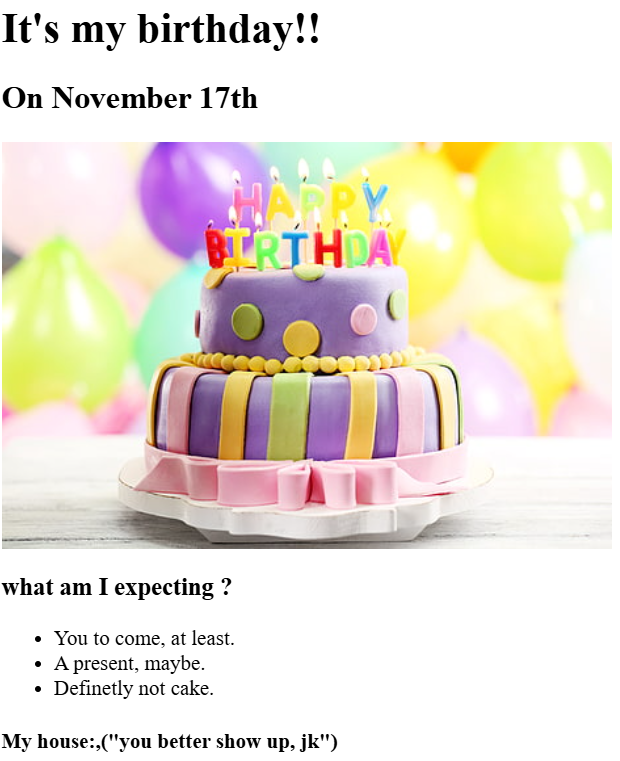 It's my birthday!!
On November 17th
HAPPY
BIRTHDAY
what am I expecting ?
You to come, at least.
A present, maybe.
Definetly not cake.
My house:,("you better show up, jk")